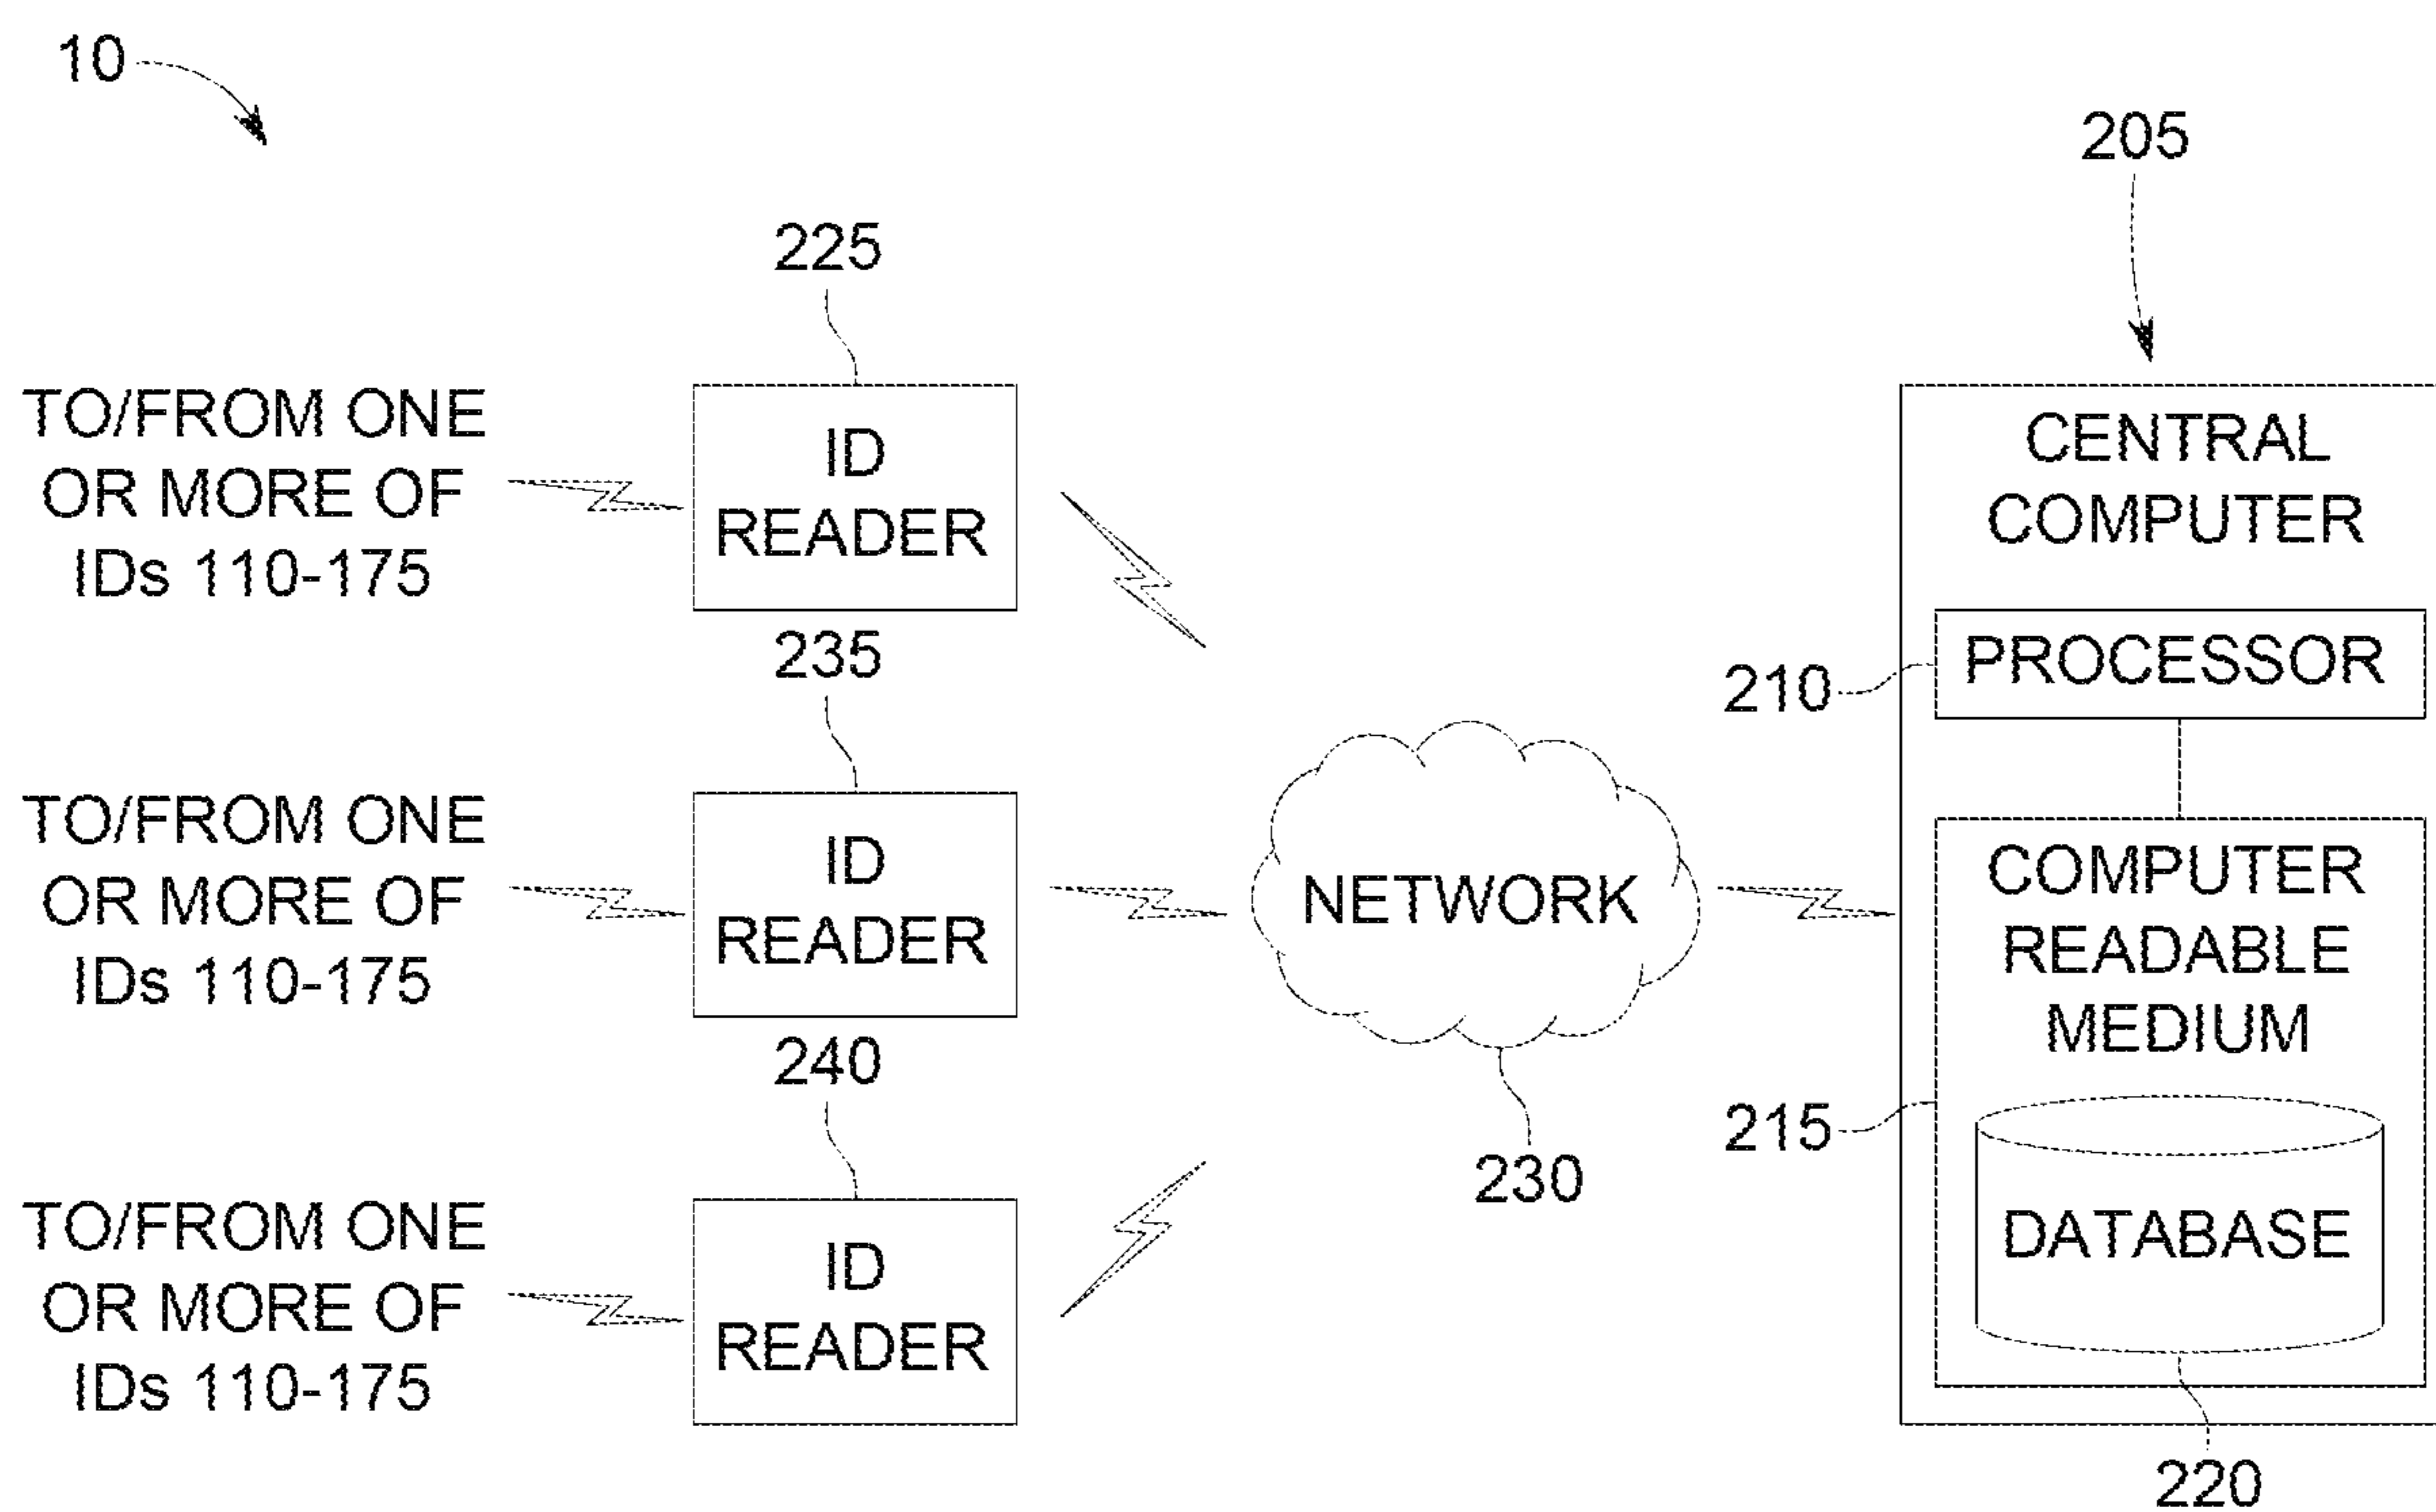 10
205
225
TO/FROM ONE
OR MORE OF
IDs 110-175
ID
READER
CENTRAL
COMPUTER
235
210
PROCESSOR
TO/FROM ONE
OR MORE OF
IDs 110-175
ID
READER
NETWORK
COMPUTER
READABLE
MEDIUM
240
230
215
TO/FROM ONE
OR MORE OF
IDs 110-175
ID
READER
DATABASE
220